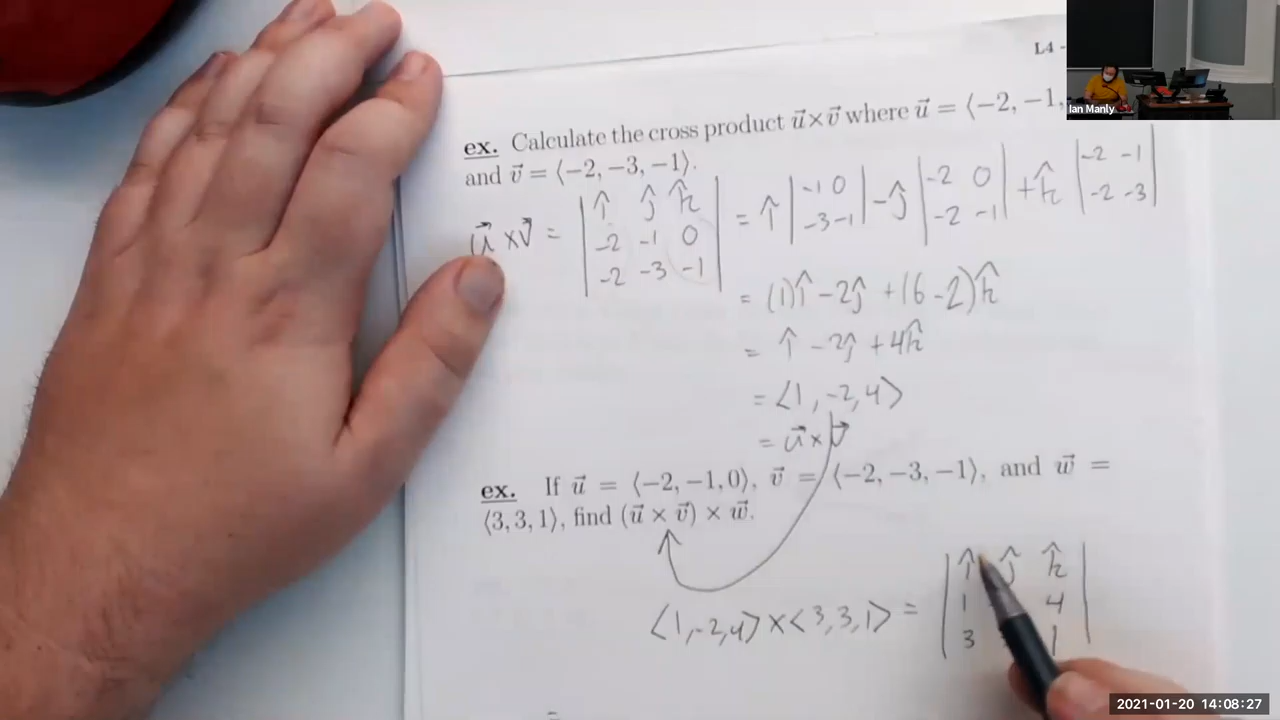 L4 -
Ian Manly
ex. Calculate the cross product u⃗×v⃗ where u⃗ = ⟨−2, −1,
and v⃗ = ⟨−2, −3, −1⟩.
u⃗ × v⃗ = | î ĵ k̂ | = î | -1 0 | - ĵ | -2 0 | + k̂ | -2 -1 |
| -2 -1 0 | | -3 -1 | | -2 -1 | | -2 -3 |
| -2 -3 -1 |
= (1)î - 2ĵ + (6 - 2)k̂
= î - 2ĵ + 4k̂
= ⟨1, -2, 4⟩
= u⃗ × v⃗
ex. If u⃗ = ⟨−2, −1, 0⟩, v⃗ = ⟨−2, −3, −1⟩, and w⃗ =
⟨3, 3, 1⟩, find (u⃗ × v⃗) × w⃗.
⟨1, -2, 4⟩ × ⟨3, 3, 1⟩ = | î ĵ k̂ |
| 1 4 |
| 3 1 |
2021-01-20 14:08:27